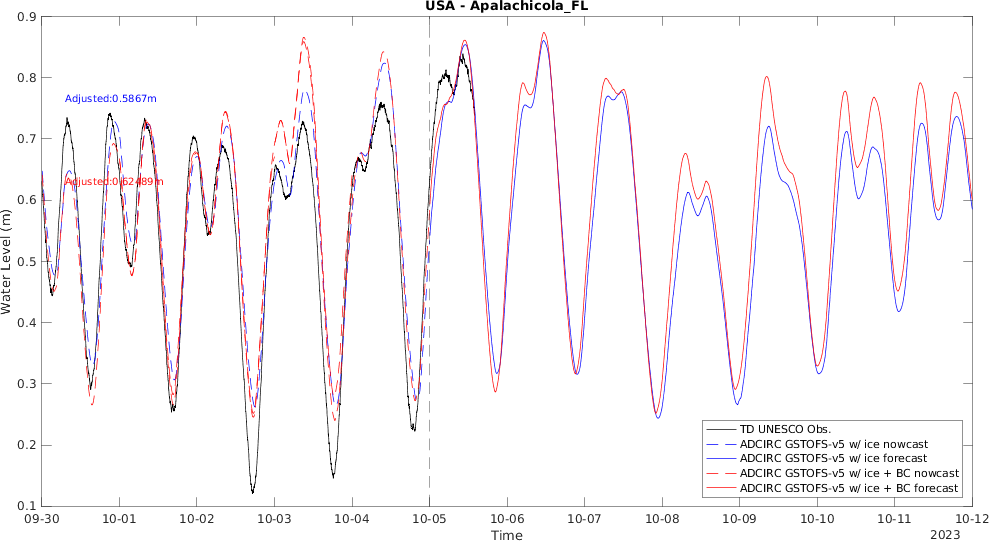 USA - Apalachicola_FL
0.9
0.8
0.7
0.6
0.5
0.4
0.3
0.2
0.1
Water Level (m)
Adjusted:0.5867m
Adjusted:0.62489m
TD UNESCO Obs.
ADCIRC GSTOFS-v5 w/ ice nowcast
ADCIRC GSTOFS-v5 w/ ice forecast
ADCIRC GSTOFS-v5 w/ ice + BC nowcast
ADCIRC GSTOFS-v5 w/ ice + BC forecast
09-30 10-01 10-02 10-03 10-04 10-05 10-06 10-07 10-08 10-09 10-10 10-11 10-12
Time
2023